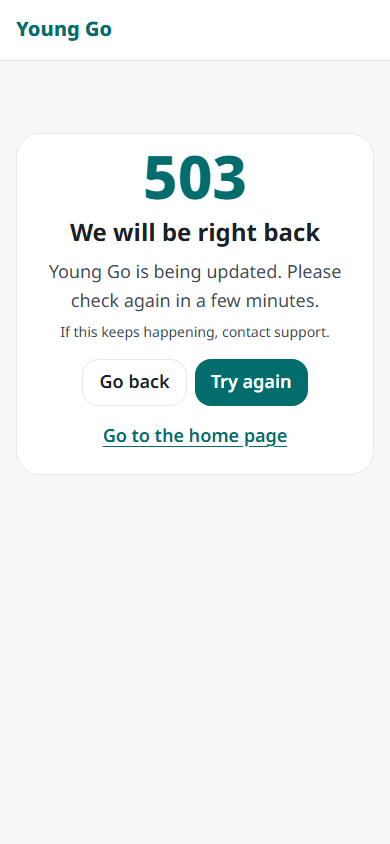 Young Go
503
We will be right back
Young Go is being updated. Please
check again in a few minutes.
If this keeps happening, contact support.
Go back
Try again
Go to the home page